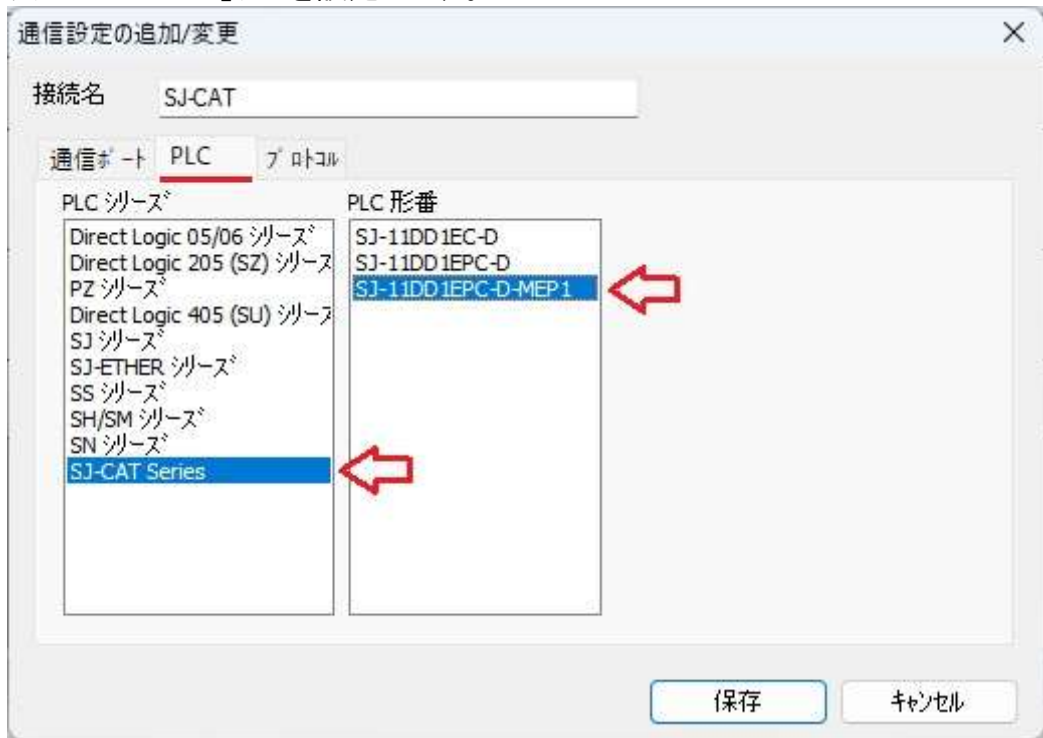 通信設定の追加/変更
接続名 SJ-CAT
通信ﾎﾟｰﾄ PLC ﾌﾟﾛﾄｺﾙ
PLC ｼﾘｰｽﾞ
Direct Logic 05/06 ｼﾘｰｽﾞ
Direct Logic 205 (SZ) ｼﾘｰｽ
PZ ｼﾘｰｽﾞ
Direct Logic 405 (SU) ｼﾘｰｽ
SJ ｼﾘｰｽﾞ
SJ-ETHER ｼﾘｰｽﾞ
SS ｼﾘｰｽﾞ
SH/SM ｼﾘｰｽﾞ
SN ｼﾘｰｽﾞ
SJ-CAT Series
PLC 形番
SJ-11DD1EC-D
SJ-11DD1EPC-D
SJ-11DD1EPC-D-MEP1
保存 ｷｬﾝｾﾙ